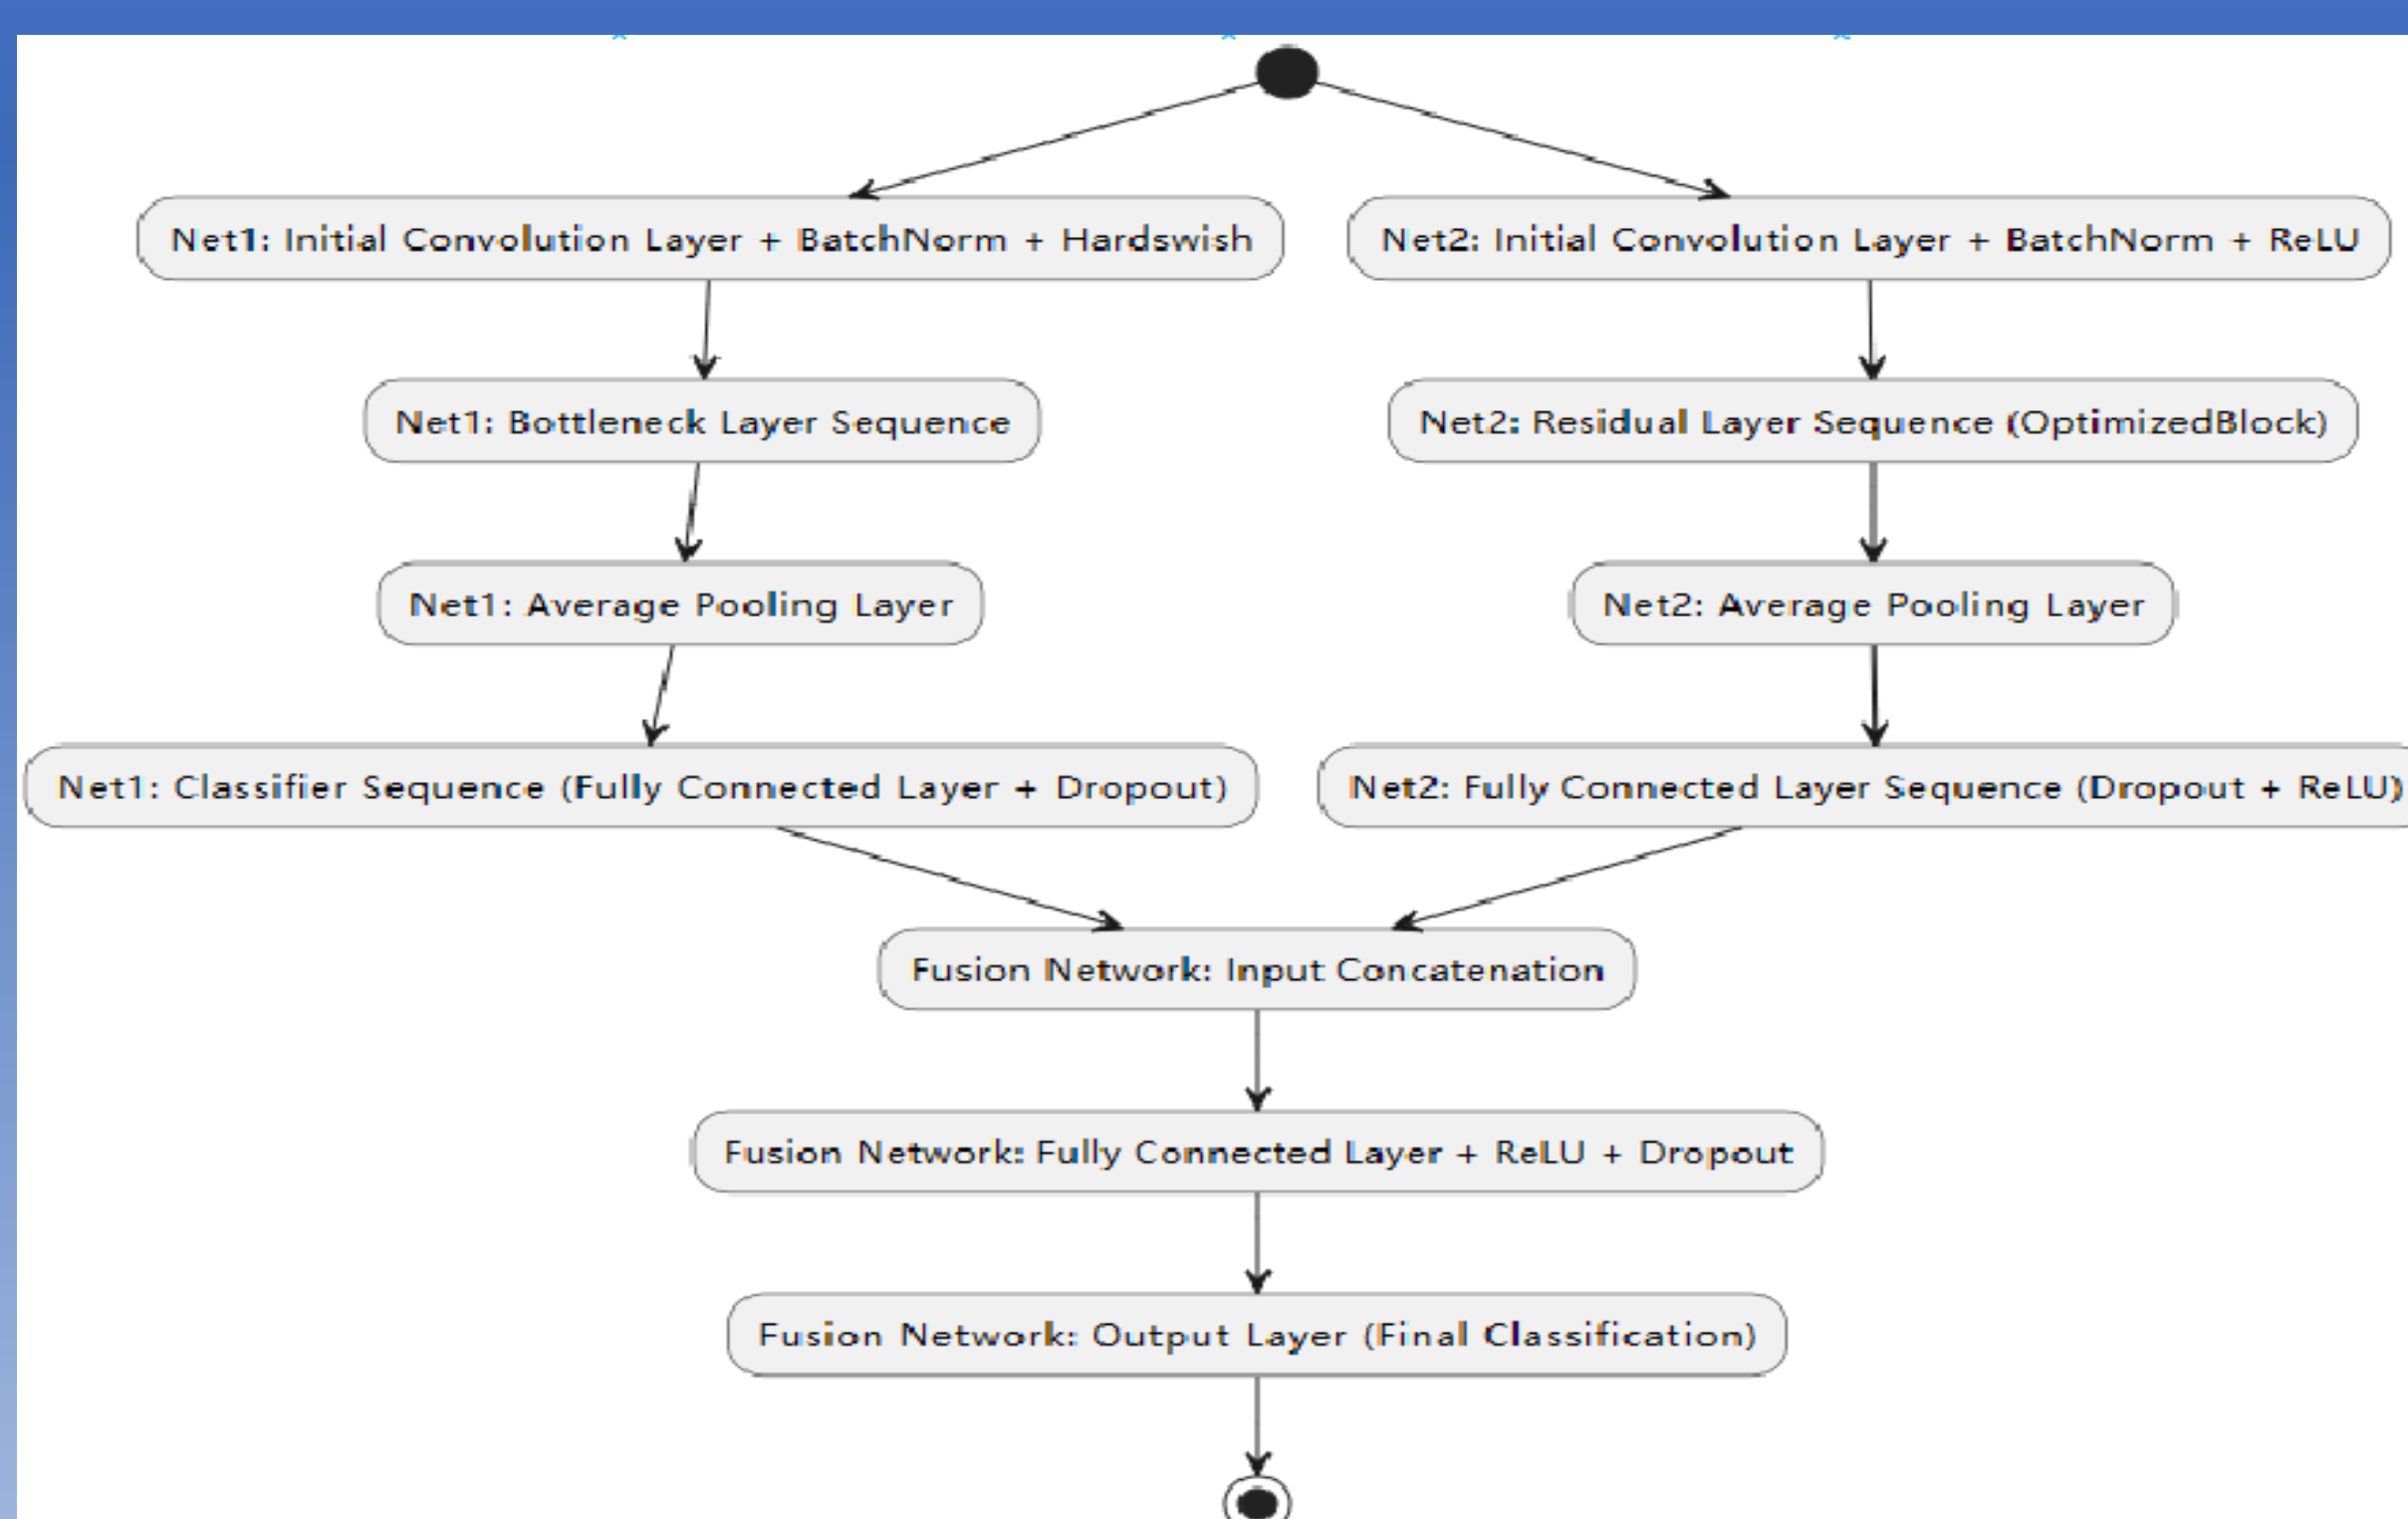 Net1: Initial Convolution Layer + BatchNorm + Hardswish
Net2: Initial Convolution Layer + BatchNorm + ReLU
Net1: Bottleneck Layer Sequence
Net2: Residual Layer Sequence (OptimizedBlock)
Net1: Average Pooling Layer
Net2: Average Pooling Layer
Net1: Classifier Sequence (Fully Connected Layer + Dropout)
Net2: Fully Connected Layer Sequence (Dropout + ReLU)
Fusion Network: Input Concatenation
Fusion Network: Fully Connected Layer + ReLU + Dropout
Fusion Network: Output Layer (Final Classification)